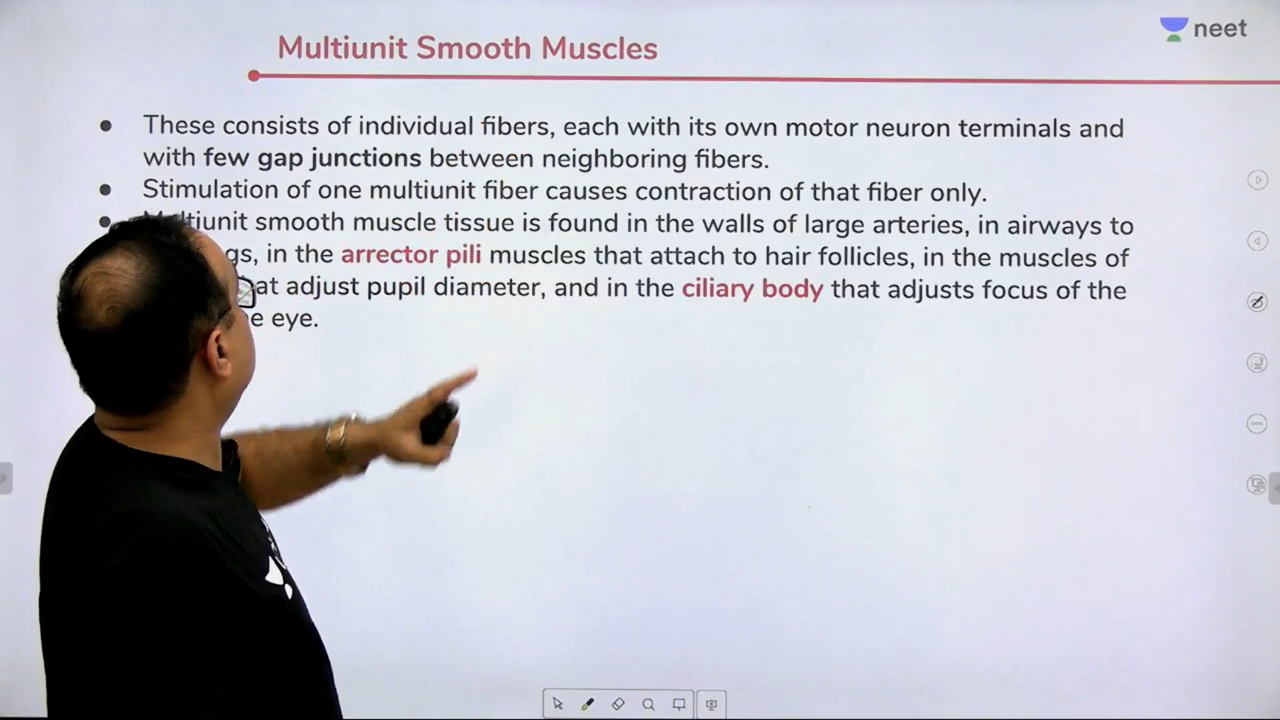 Multiunit Smooth Muscles
neet
These consists of individual fibers, each with its own motor neuron terminals and
with few gap junctions between neighboring fibers.
Stimulation of one multiunit fiber causes contraction of that fiber only.
Multiunit smooth muscle tissue is found in the walls of large arteries, in airways to
in the arrector pili muscles that attach to hair follicles, in the muscles of
adjust pupil diameter, and in the ciliary body that adjusts focus of the
eye.